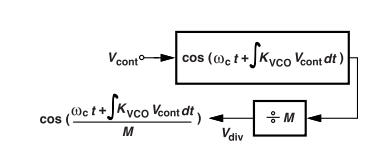 V_cont
cos (ω_c t + ∫K_VCO V_cont dt)
cos (ω_c t + ∫K_VCO V_cont dt / M)
V_div
÷ M